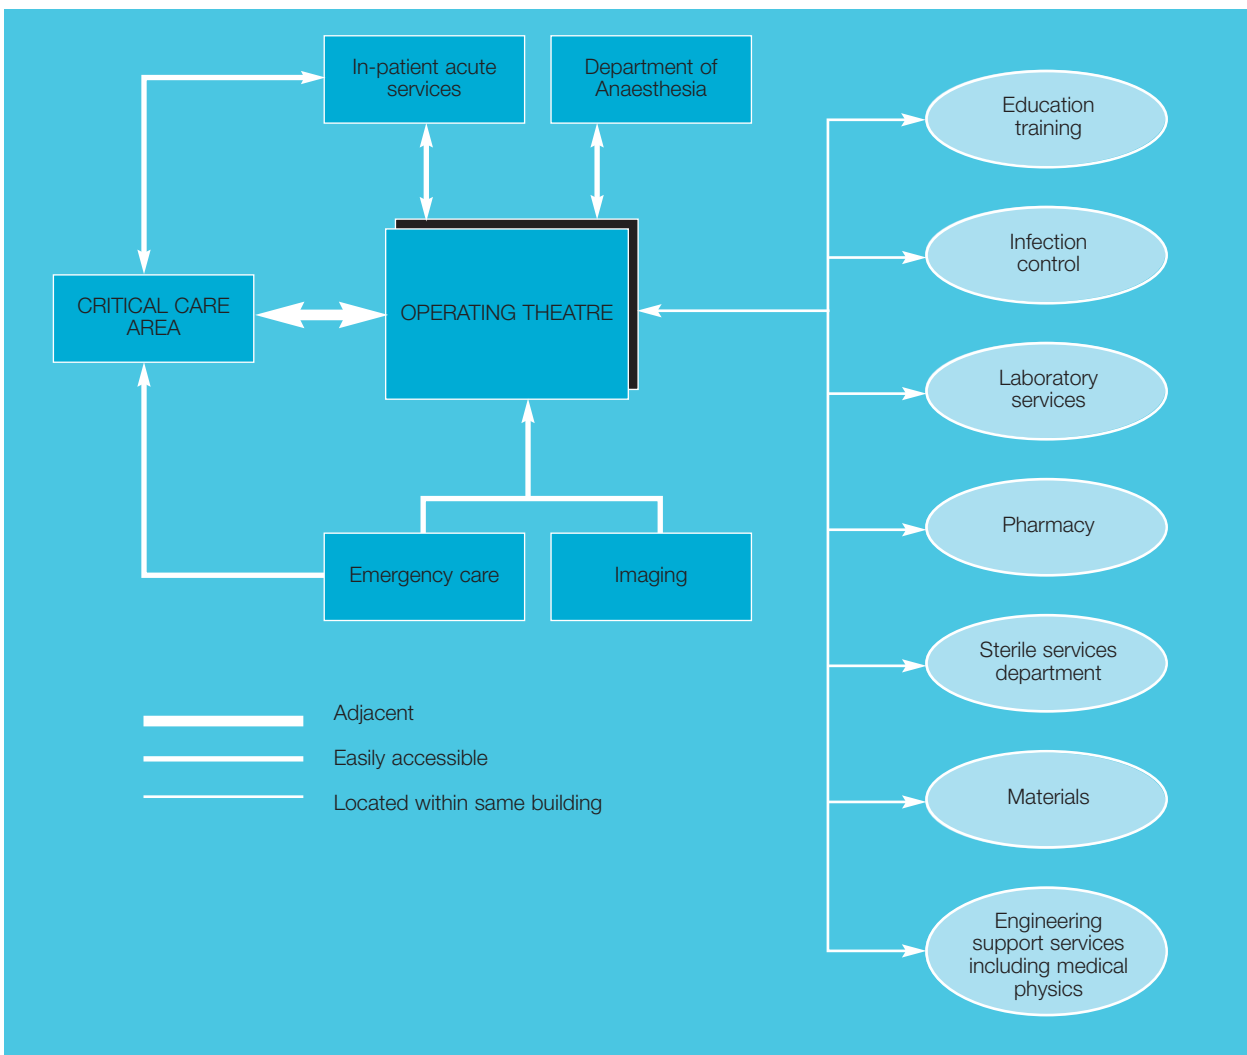 In-patient acute
services
Department of
Anaesthesia
CRITICAL CARE
AREA
OPERATING THEATRE
Emergency care
Imaging
Adjacent
Easily accessible
Located within same building
Education
training
Infection
control
Laboratory
services
Pharmacy
Sterile services
department
Materials
Engineering
support services
including medical
physics